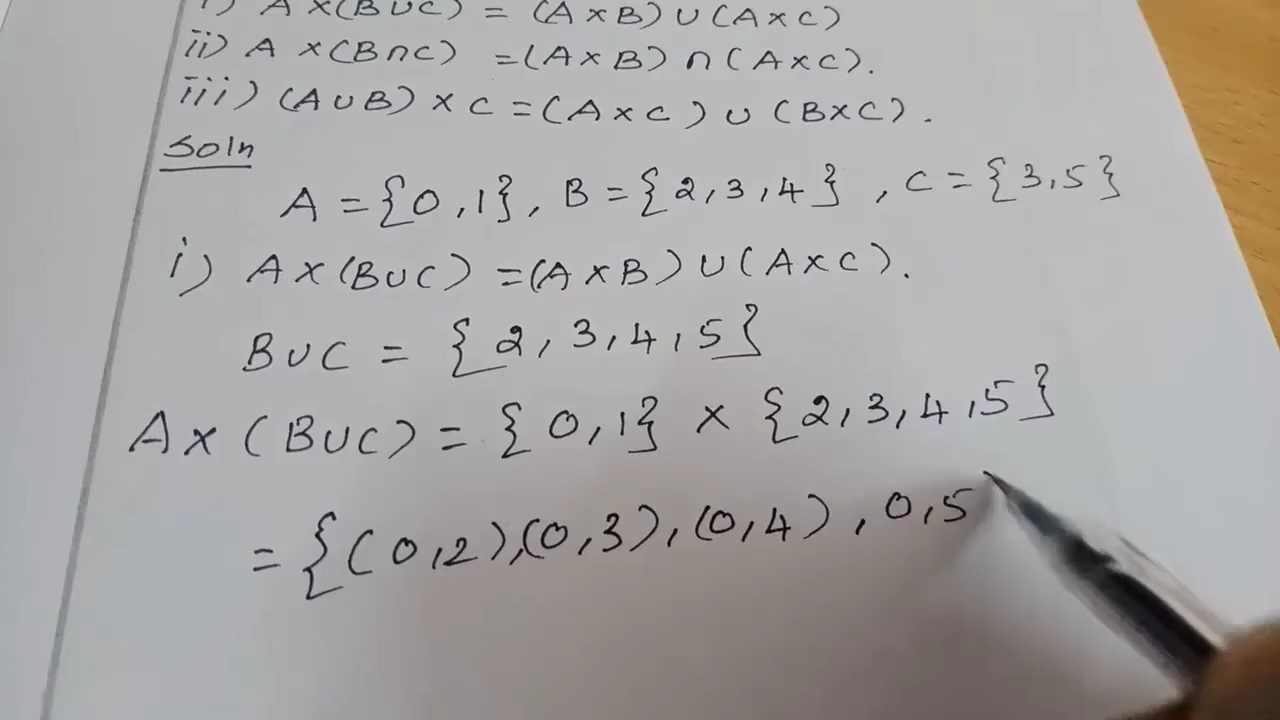 i) A x (B ∪ C) = (A x B) ∪ (A x C)
ii) A x (B ∩ C) = (A x B) ∩ (A x C).
iii) (A ∪ B) x C = (A x C) ∪ (B x C).
Soln
A = {0, 1}, B = {2, 3, 4}, C = {3, 5}
i) A x (B ∪ C) = (A x B) ∪ (A x C).
B ∪ C = {2, 3, 4, 5}
A x (B ∪ C) = {0, 1} x {2, 3, 4, 5}
= {(0, 2), (0, 3), (0, 4), 0, 5